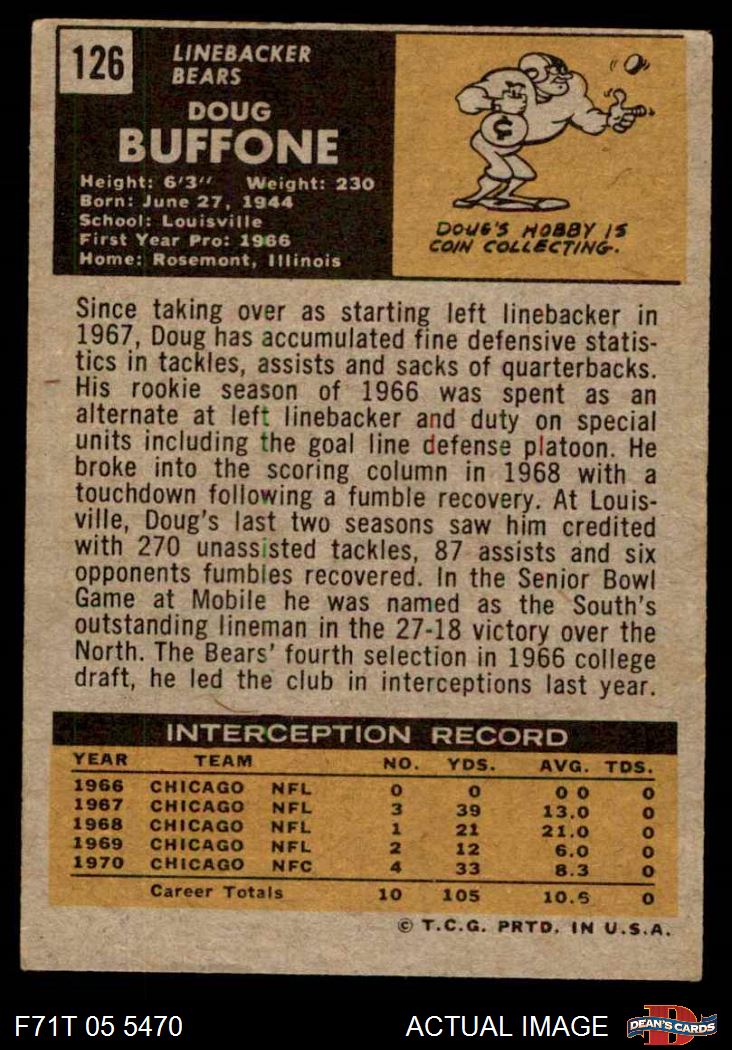 126
LINEBACKER
BEARS
DOUG
BUFFONE
Height: 6'3" Weight: 230
Born: June 27, 1944
School: Louisville
First Year Pro: 1966
Home: Rosemont, Illinois
C
DOUG'S HOBBY IS
COIN COLLECTING.
Since taking over as starting left linebacker in
1967, Doug has accumulated fine defensive statis-
tics in tackles, assists and sacks of quarterbacks.
His rookie season of 1966 was spent as an
alternate at left linebacker and duty on special
units including the goal line defense platoon. He
broke into the scoring column in 1968 with a
touchdown following a fumble recovery. At Louis-
ville, Doug's last two seasons saw him credited
with 270 unassisted tackles, 87 assists and six
opponents fumbles recovered. In the Senior Bowl
Game at Mobile he was named as the South's
outstanding lineman in the 27-18 victory over the
North. The Bears' fourth selection in 1966 college
draft, he led the club in interceptions last year.
INTERCEPTION RECORD
YEAR TEAM NO. YDS. AVG. TDS.
1966 CHICAGO NFL 0 0 0 0 0
1967 CHICAGO NFL 3 39 13.0 0
1968 CHICAGO NFL 1 21 21.0 0
1969 CHICAGO NFL 2 12 6.0 0
1970 CHICAGO NFC 4 33 8.3 0
Career Totals 10 105 10.5 0
© T.C.G. PRTD. IN U.S.A.
F71T 05 5470 ACTUAL IMAGE
D
DEAN'S CARDS